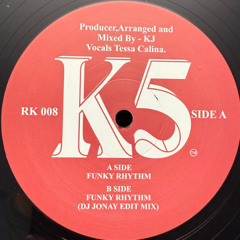 Producer,Arranged and
Mixed By - KJ
Vocals Tessa Calina.
RK 008
SIDE A
K5
A SIDE
FUNKY RHYTHM
B SIDE
FUNKY RHYTHM
(DJ JONAY EDIT MIX)